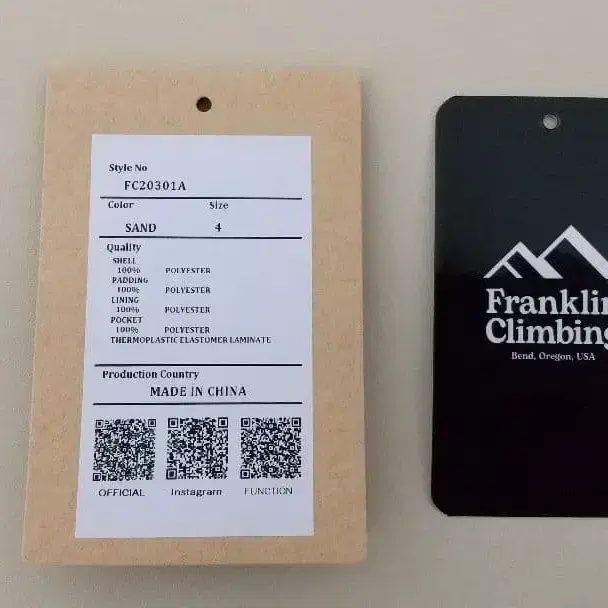 Style No
FC20301A
Color Size
SAND 4
Quality
SHELL
100% POLYESTER
PADDING
100% POLYESTER
LINING
100% POLYESTER
POCKET
100% POLYESTER
THERMOPLASTIC ELASTOMER LAMINATE
Production Country
MADE IN CHINA
OFFICIAL Instagram FUNCTION
Franklin
Climbing
Bend, Oregon, USA